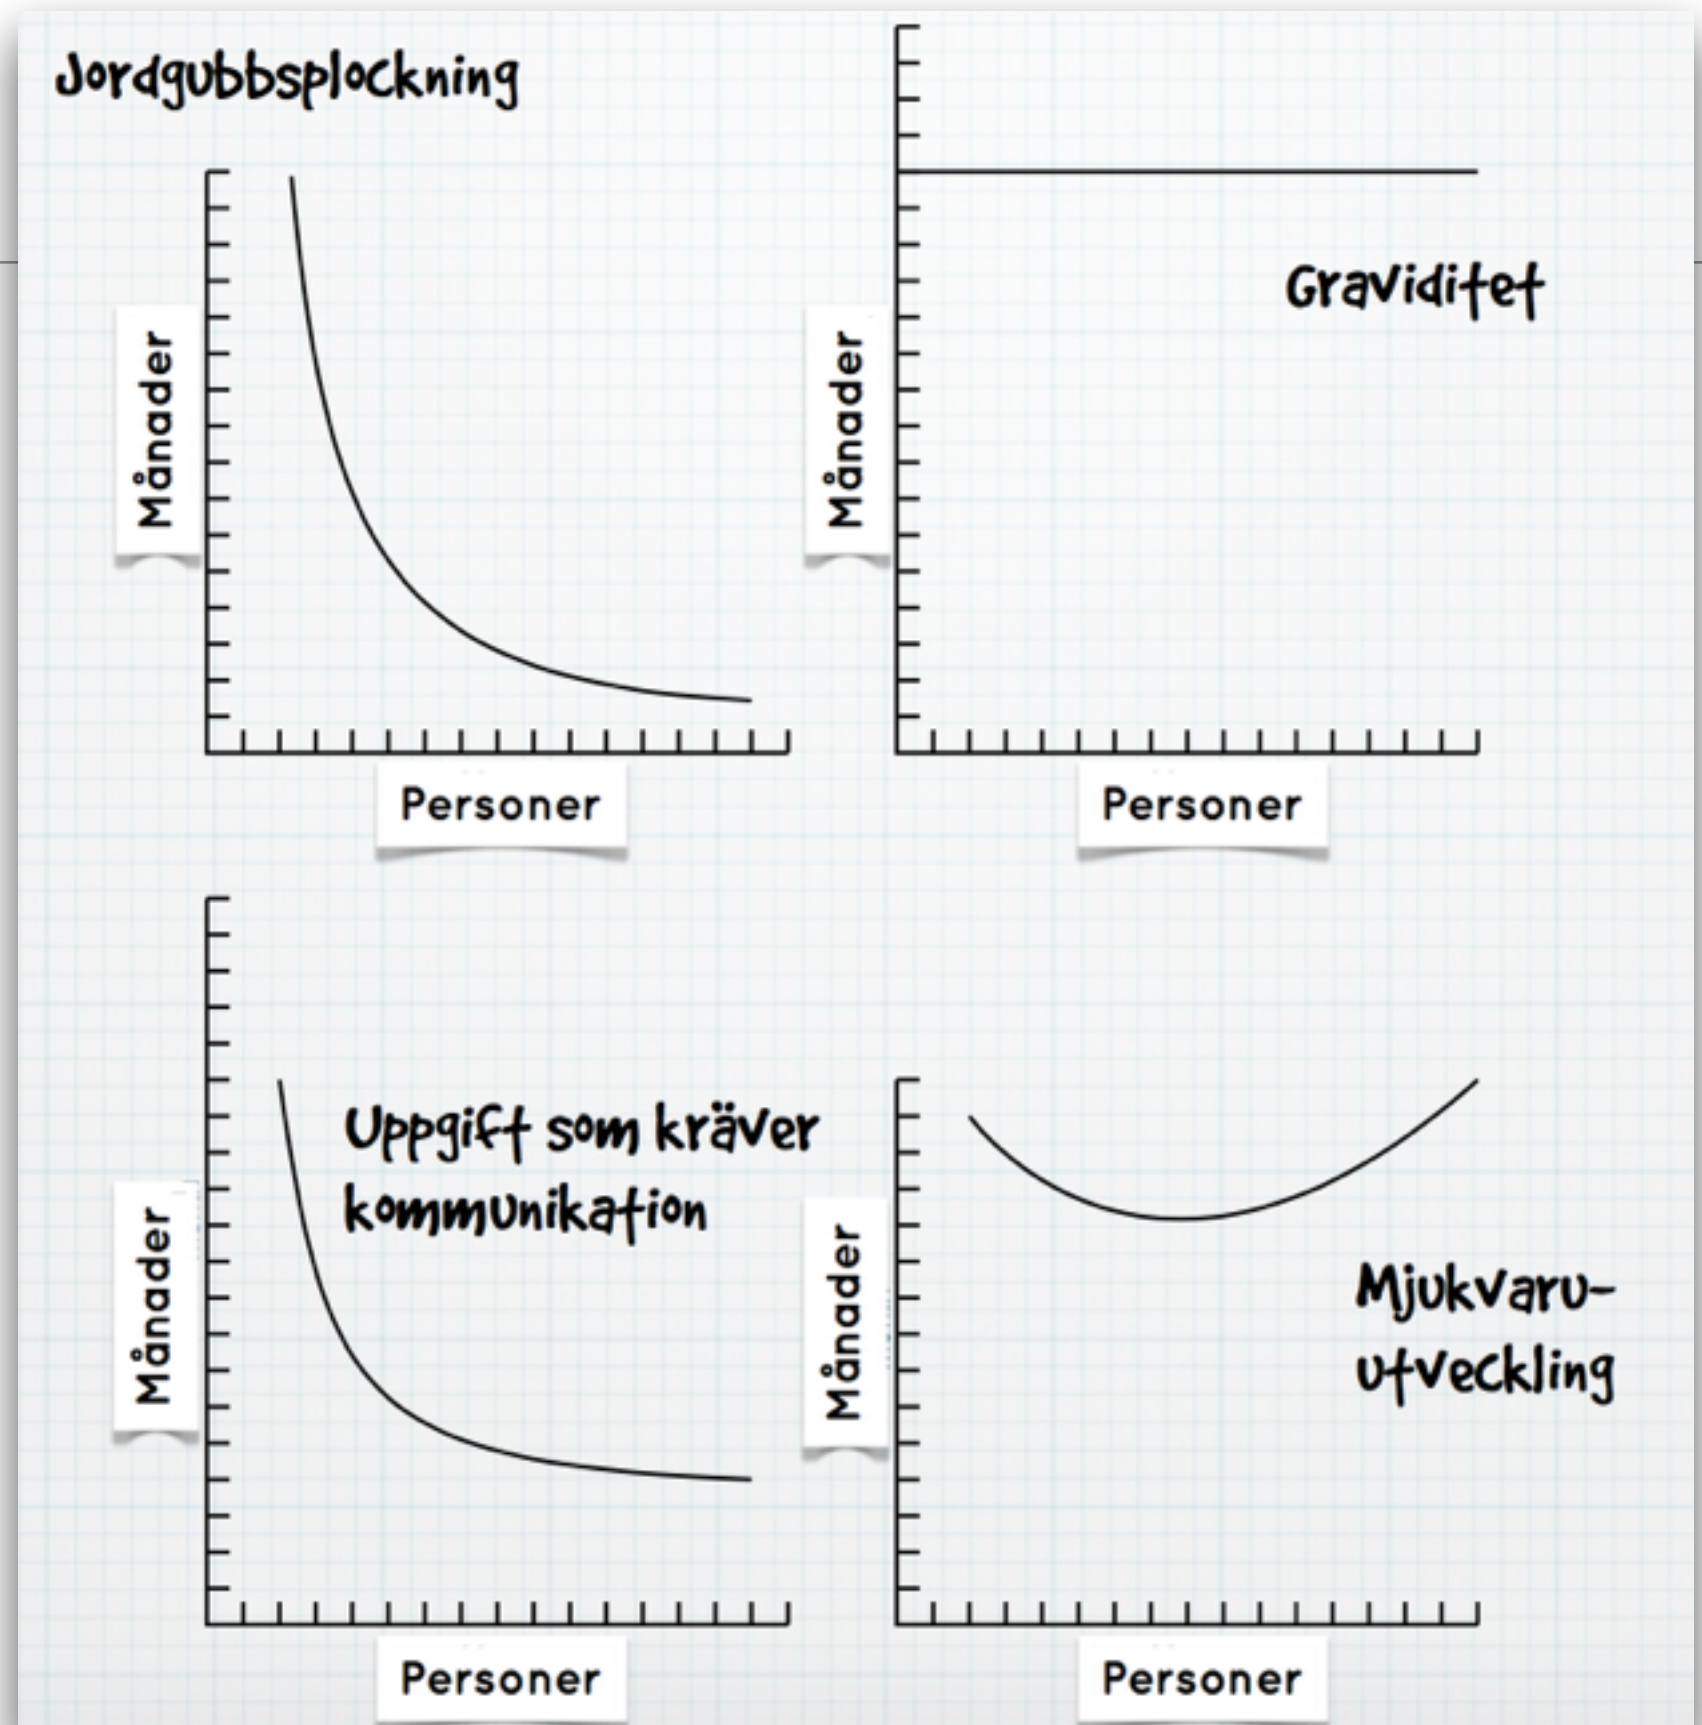 Jordgubbsplockning
Månader
Personer
Graviditet
Månader
Personer
Uppgift som kräver
kommunikation
Månader
Personer
Mjukvaru-
utveckling
Månader
Personer